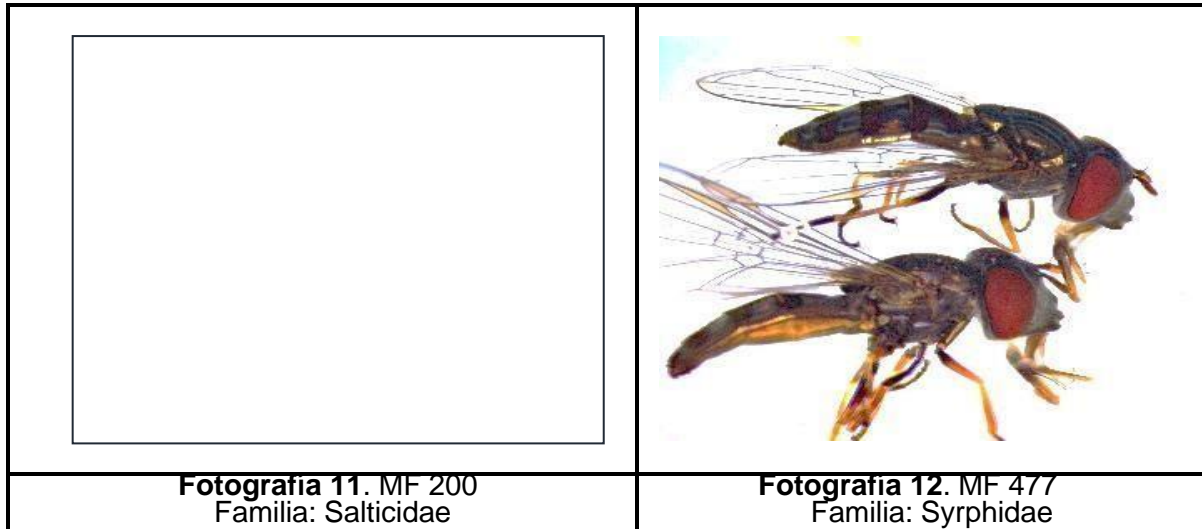 Fotografía 11. MF 200
Familia: Salticidae
Fotografía 12. MF 477
Familia: Syrphidae